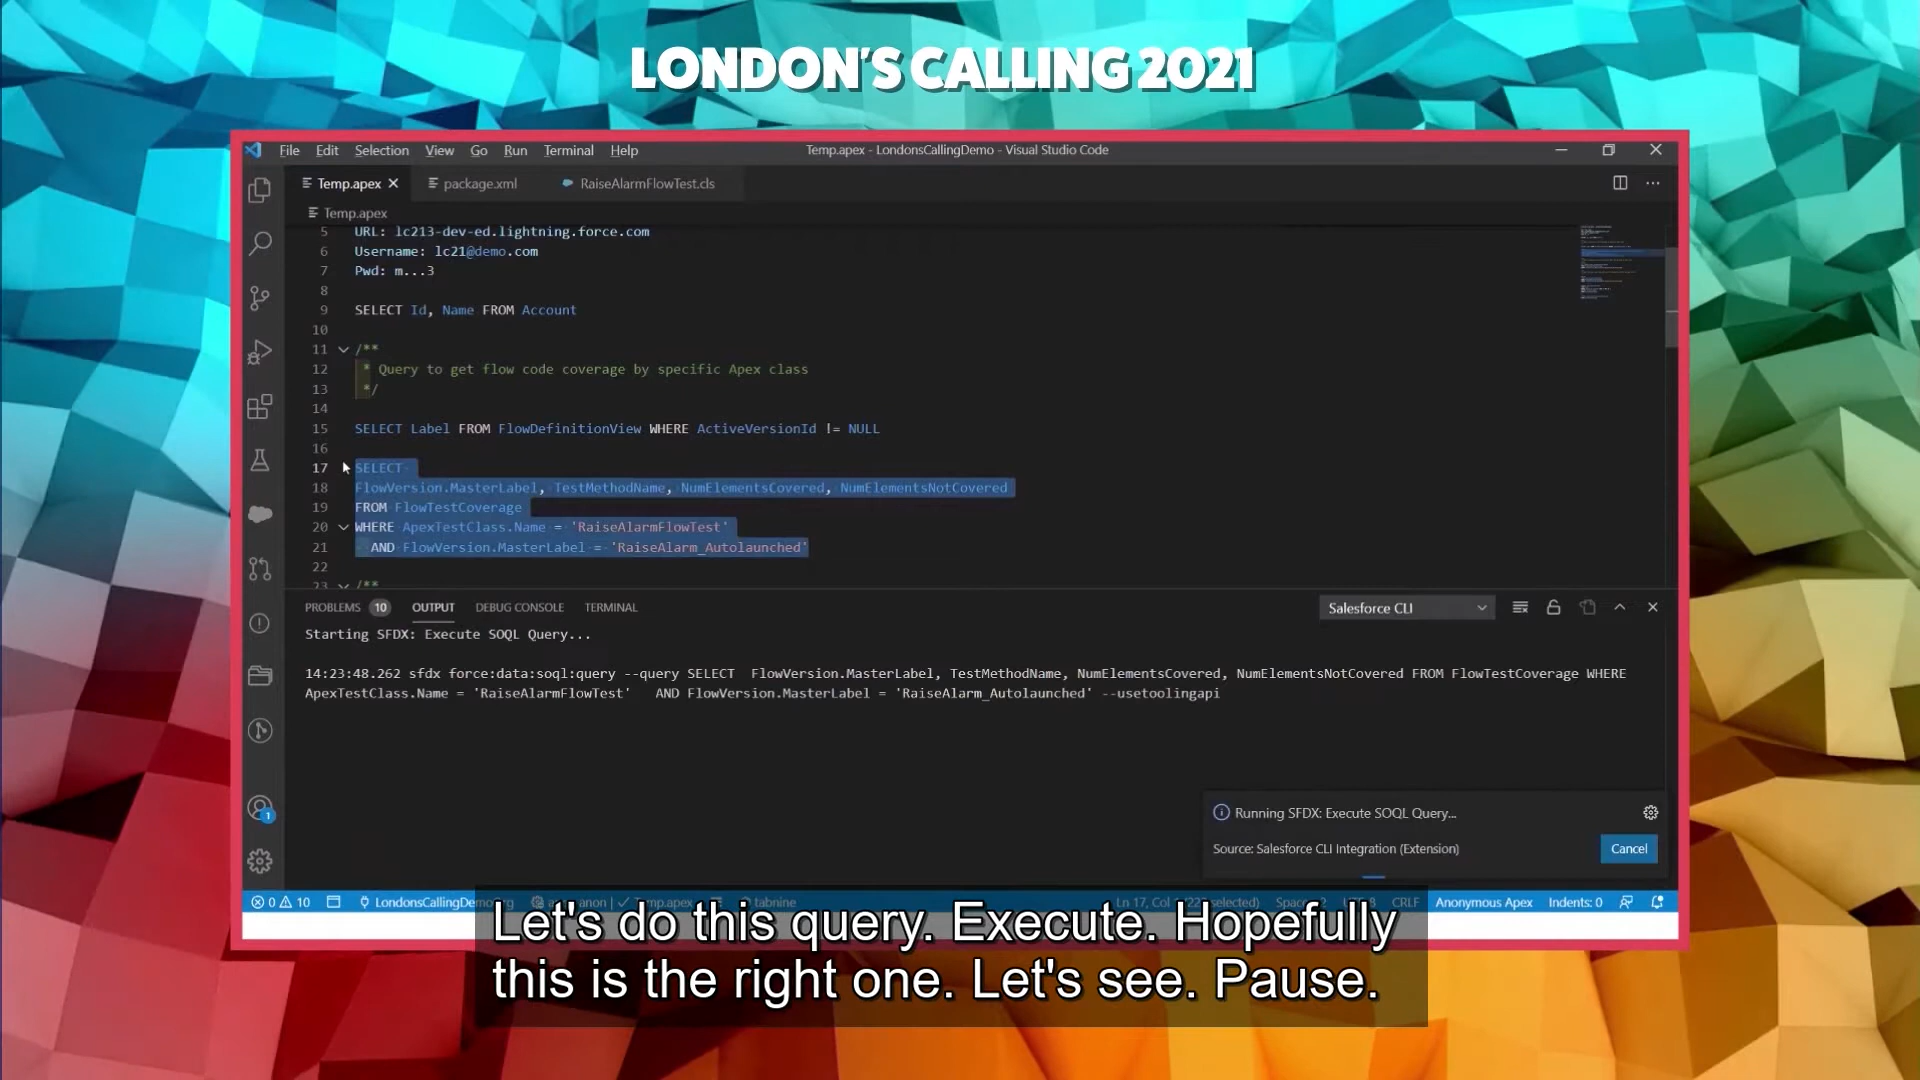 LONDON'S CALLING 2021
File Edit Selection View Go Run Terminal Help Temp.apex - LondonsCallingDemo - Visual Studio Code
Temp.apex package.xml RaiseAlarmFlowTest.cls
Temp.apex
5 URL: lc213-dev-ed.lightning.force.com
6 Username: lc21@demo.com
7 Pwd: m...3
8
9 SELECT Id, Name FROM Account
10
11 /**
12 * Query to get flow code coverage by specific Apex class
13 */
14
15 SELECT Label FROM FlowDefinitionView WHERE ActiveVersionId != NULL
16
17 SELECT
18 FlowVersion.MasterLabel, TestMethodName, NumElementsCovered, NumElementsNotCovered
19 FROM FlowTestCoverage
20 WHERE ApexTestClass.Name = 'RaiseAlarmFlowTest'
21 AND FlowVersion.MasterLabel = 'RaiseAlarm_Autolaunched'
22
23 /**
PROBLEMS 10 OUTPUT DEBUG CONSOLE TERMINAL Salesforce CLI
Starting SFDX: Execute SOQL Query...
14:23:48.262 sfdx force:data:soql:query --query SELECT FlowVersion.MasterLabel, TestMethodName, NumElementsCovered, NumElementsNotCovered FROM FlowTestCoverage WHERE
ApexTestClass.Name = 'RaiseAlarmFlowTest' AND FlowVersion.MasterLabel = 'RaiseAlarm_Autolaunched' --usetoolingapi
Running SFDX: Execute SOQL Query...
Source: Salesforce CLI Integration (Extension) Cancel
1
0 10 LondonsCallingDemo Temp.apex tabnine CRLF Anonymous Apex Indents: 0
Let's do this query. Execute. Hopefully
this is the right one. Let's see. Pause.